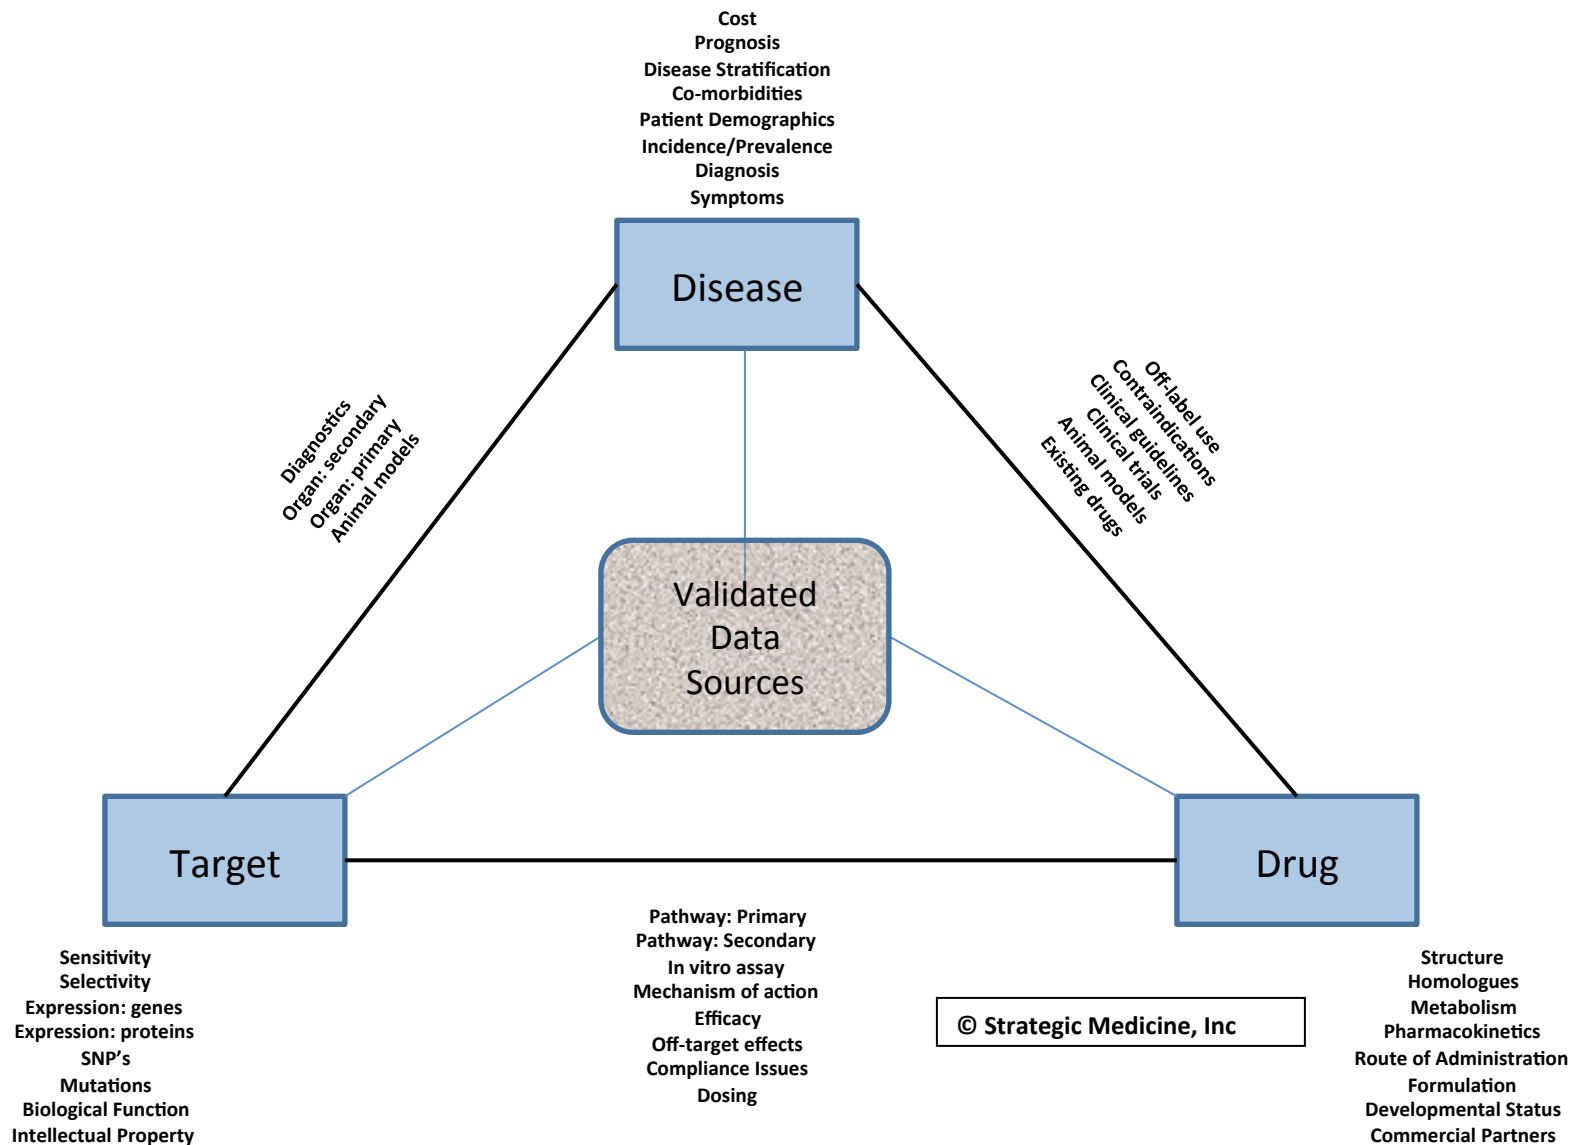 Cost
Prognosis
Disease Stratification
Co-morbidities
Patient Demographics
Incidence/Prevalence
Diagnosis
Symptoms
Disease
Diagnostics
Organ: secondary
Organ: primary
Animal models
Off-label use
Contraindications
Clinical guidelines
Clinical trials
Animal models
Existing drugs
Validated
Data
Sources
Target
Drug
Sensitivity
Selectivity
Expression: genes
Expression: proteins
SNP's
Mutations
Biological Function
Intellectual Property
Pathway: Primary
Pathway: Secondary
In vitro assay
Mechanism of action
Efficacy
Off-target effects
Compliance Issues
Dosing
© Strategic Medicine, Inc
Structure
Homologues
Metabolism
Pharmacokinetics
Route of Administration
Formulation
Developmental Status
Commercial Partners